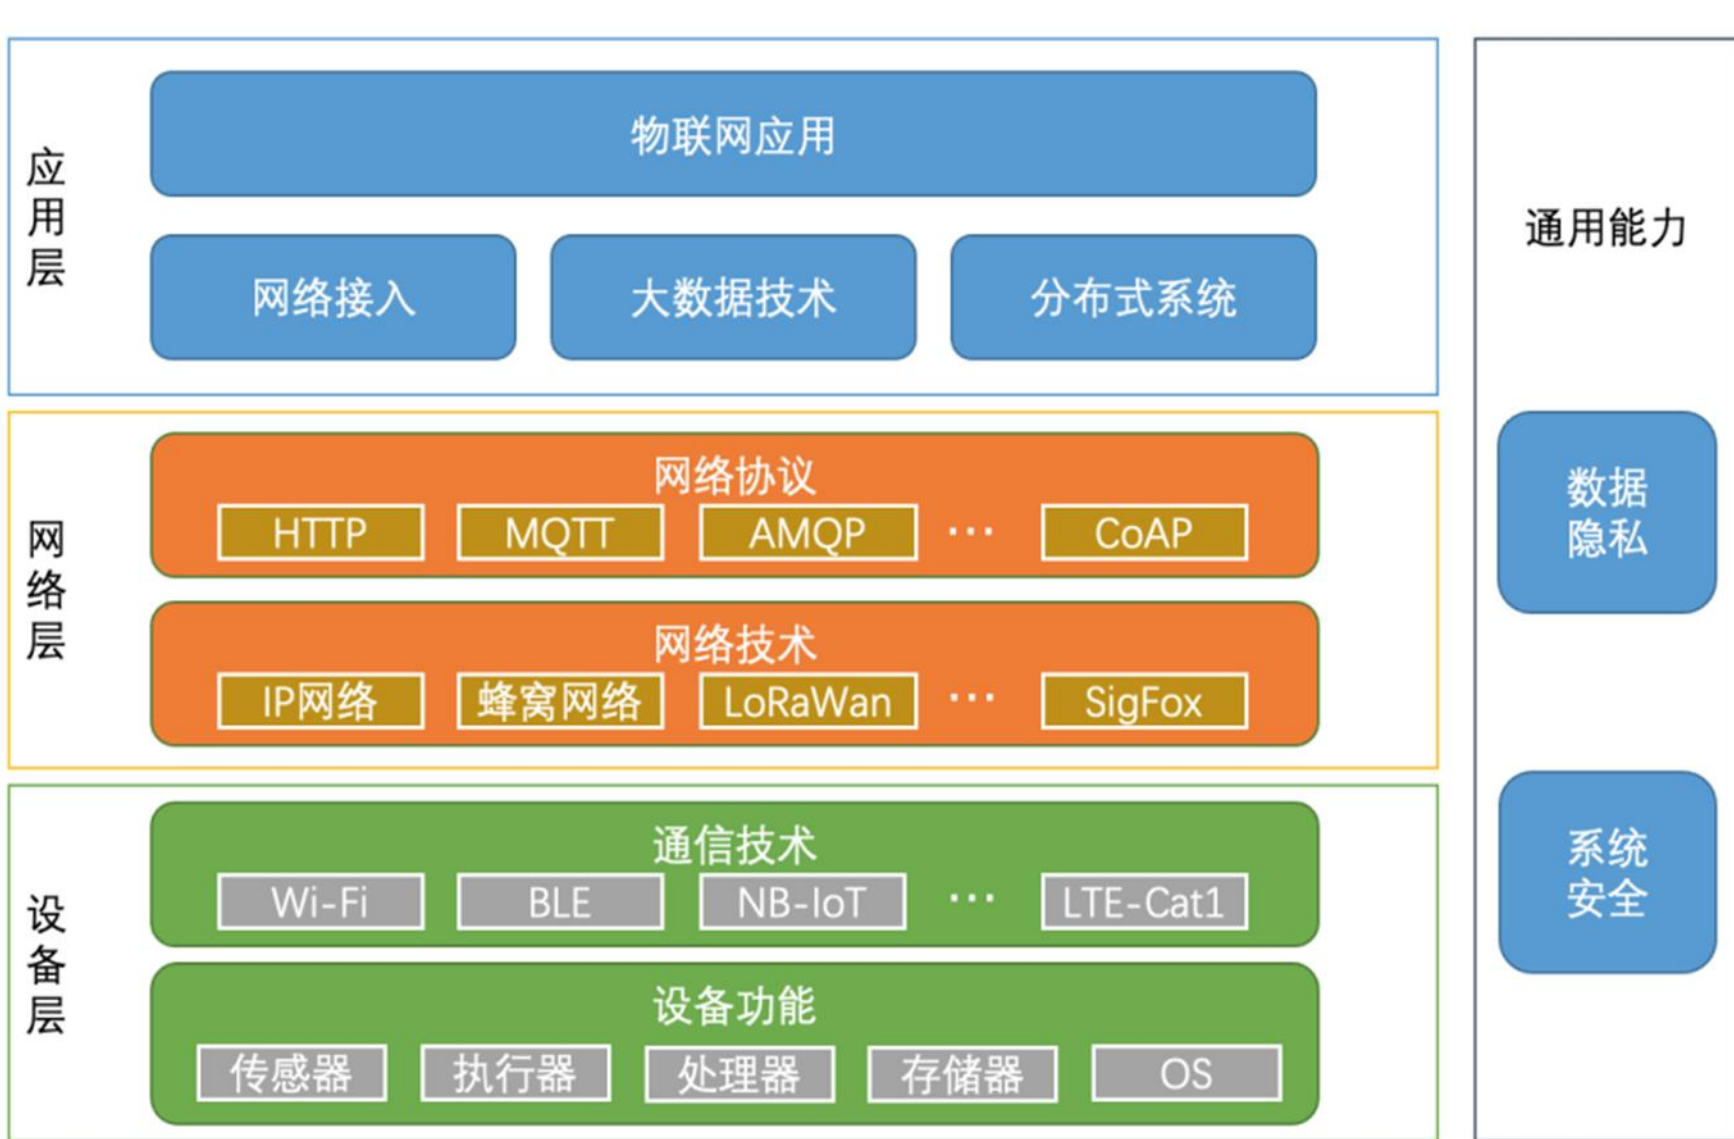 应用层
物联网应用
网络接入
大数据技术
分布式系统
网络层
网络协议
HTTP
MQTT
AMQP
...
CoAP
网络技术
IP网络
蜂窝网络
LoRaWan
...
SigFox
设备层
通信技术
Wi-Fi
BLE
NB-IoT
...
LTE-Cat1
设备功能
传感器
执行器
处理器
存储器
OS
通用能力
数据
隐私
系统
安全